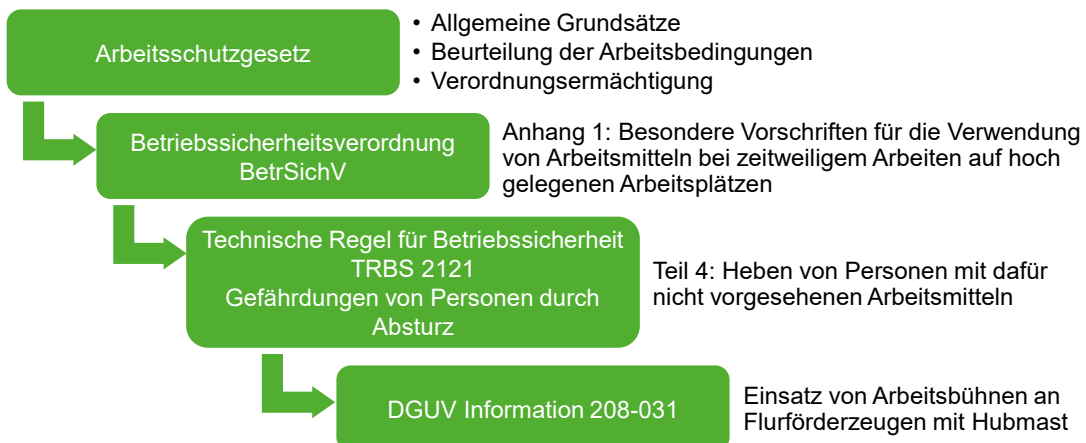 Arbeitsschutzgesetz
• Allgemeine Grundsätze
• Beurteilung der Arbeitsbedingungen
• Verordnungsermächtigung
Betriebssicherheitsverordnung
BetrSichV
Anhang 1: Besondere Vorschriften für die Verwendung
von Arbeitsmitteln bei zeitweiligem Arbeiten auf hoch
gelegenen Arbeitsplätzen
Technische Regel für Betriebssicherheit
TRBS 2121
Gefährdungen von Personen durch
Absturz
Teil 4: Heben von Personen mit dafür
nicht vorgesehenen Arbeitsmitteln
DGUV Information 208-031
Einsatz von Arbeitsbühnen an
Flurförderzeugen mit Hubmast